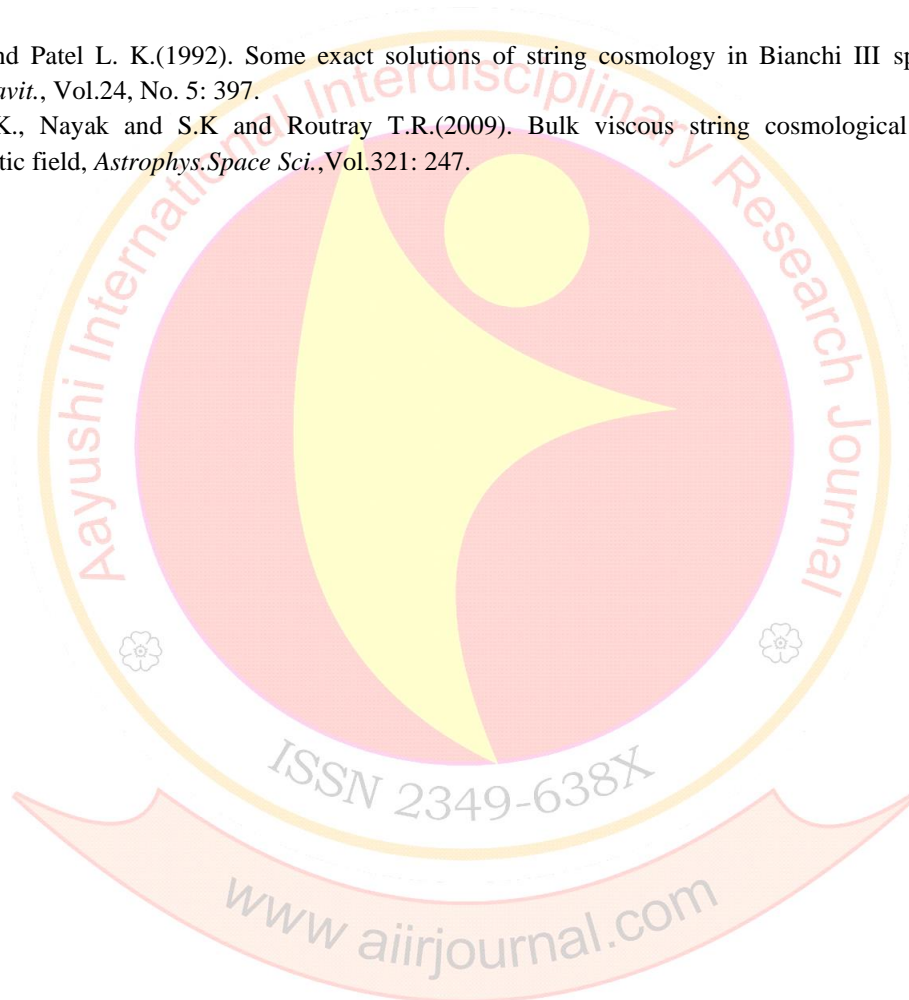 nd Patel L. K.(1992). Some exact solutions of string cosmology in Bianchi III sp
avit., Vol.24, No. 5: 397.
K., Nayak and S.K and Routray T.R.(2009). Bulk viscous string cosmological
tic field, Astrophys.Space Sci.,Vol.321: 247.
Aayushi International Interdisciplinary Research Journal
ISSN 2349-638X
www aiirjournal.com